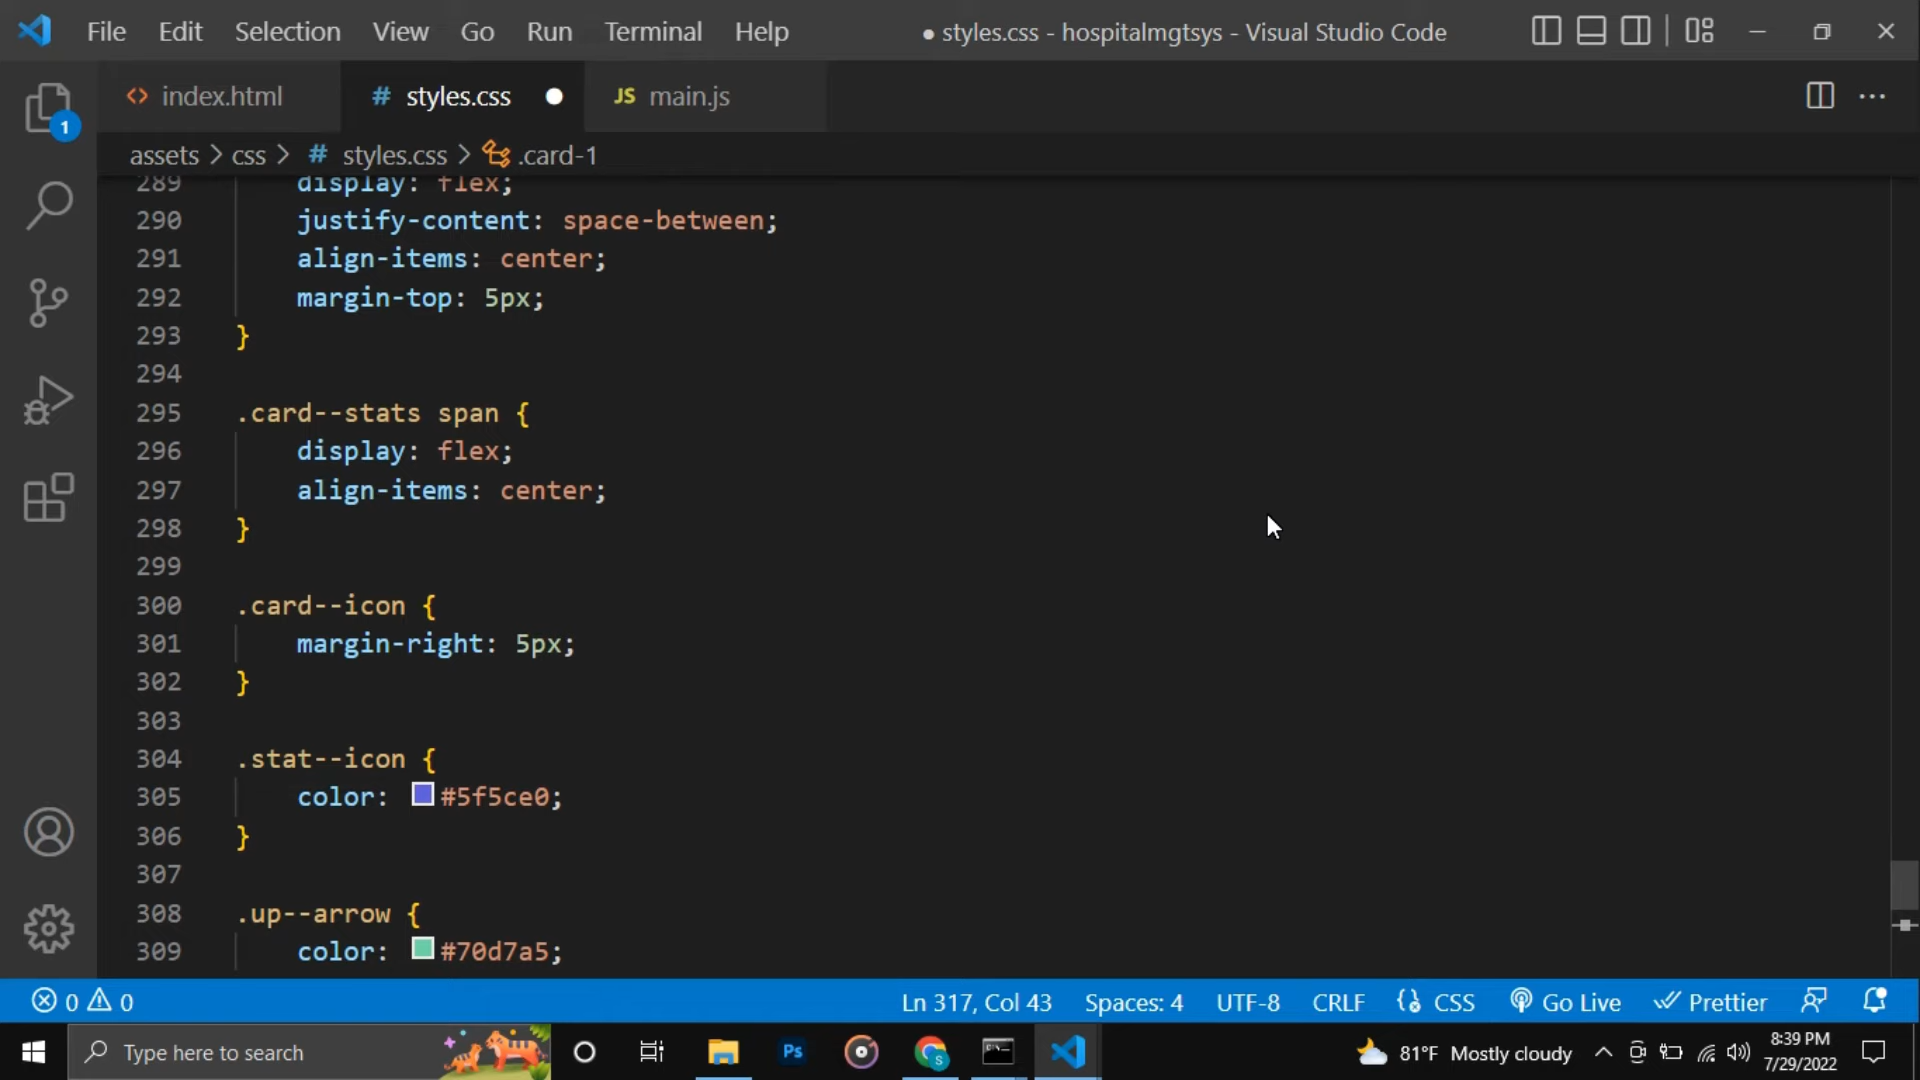 File Edit Selection View Go Run Terminal Help ● styles.css - hospitalmgtsys - Visual Studio Code
<> index.html # styles.css ● JS main.js ···
assets > css > # styles.css > .card-1
289 display: flex;
290 justify-content: space-between;
291 align-items: center;
292 margin-top: 5px;
293 }
294
295 .card--stats span {
296 display: flex;
297 align-items: center;
298 }
299
300 .card--icon {
301 margin-right: 5px;
302 }
303
304 .stat--icon {
305 color: #5f5ce0;
306 }
307
308 .up--arrow {
309 color: #70d7a5;
1
0 0 Ln 317, Col 43 Spaces: 4 UTF-8 CRLF CSS Go Live Prettier
Type here to search Ps 81°F Mostly cloudy 8:39 PM
7/29/2022